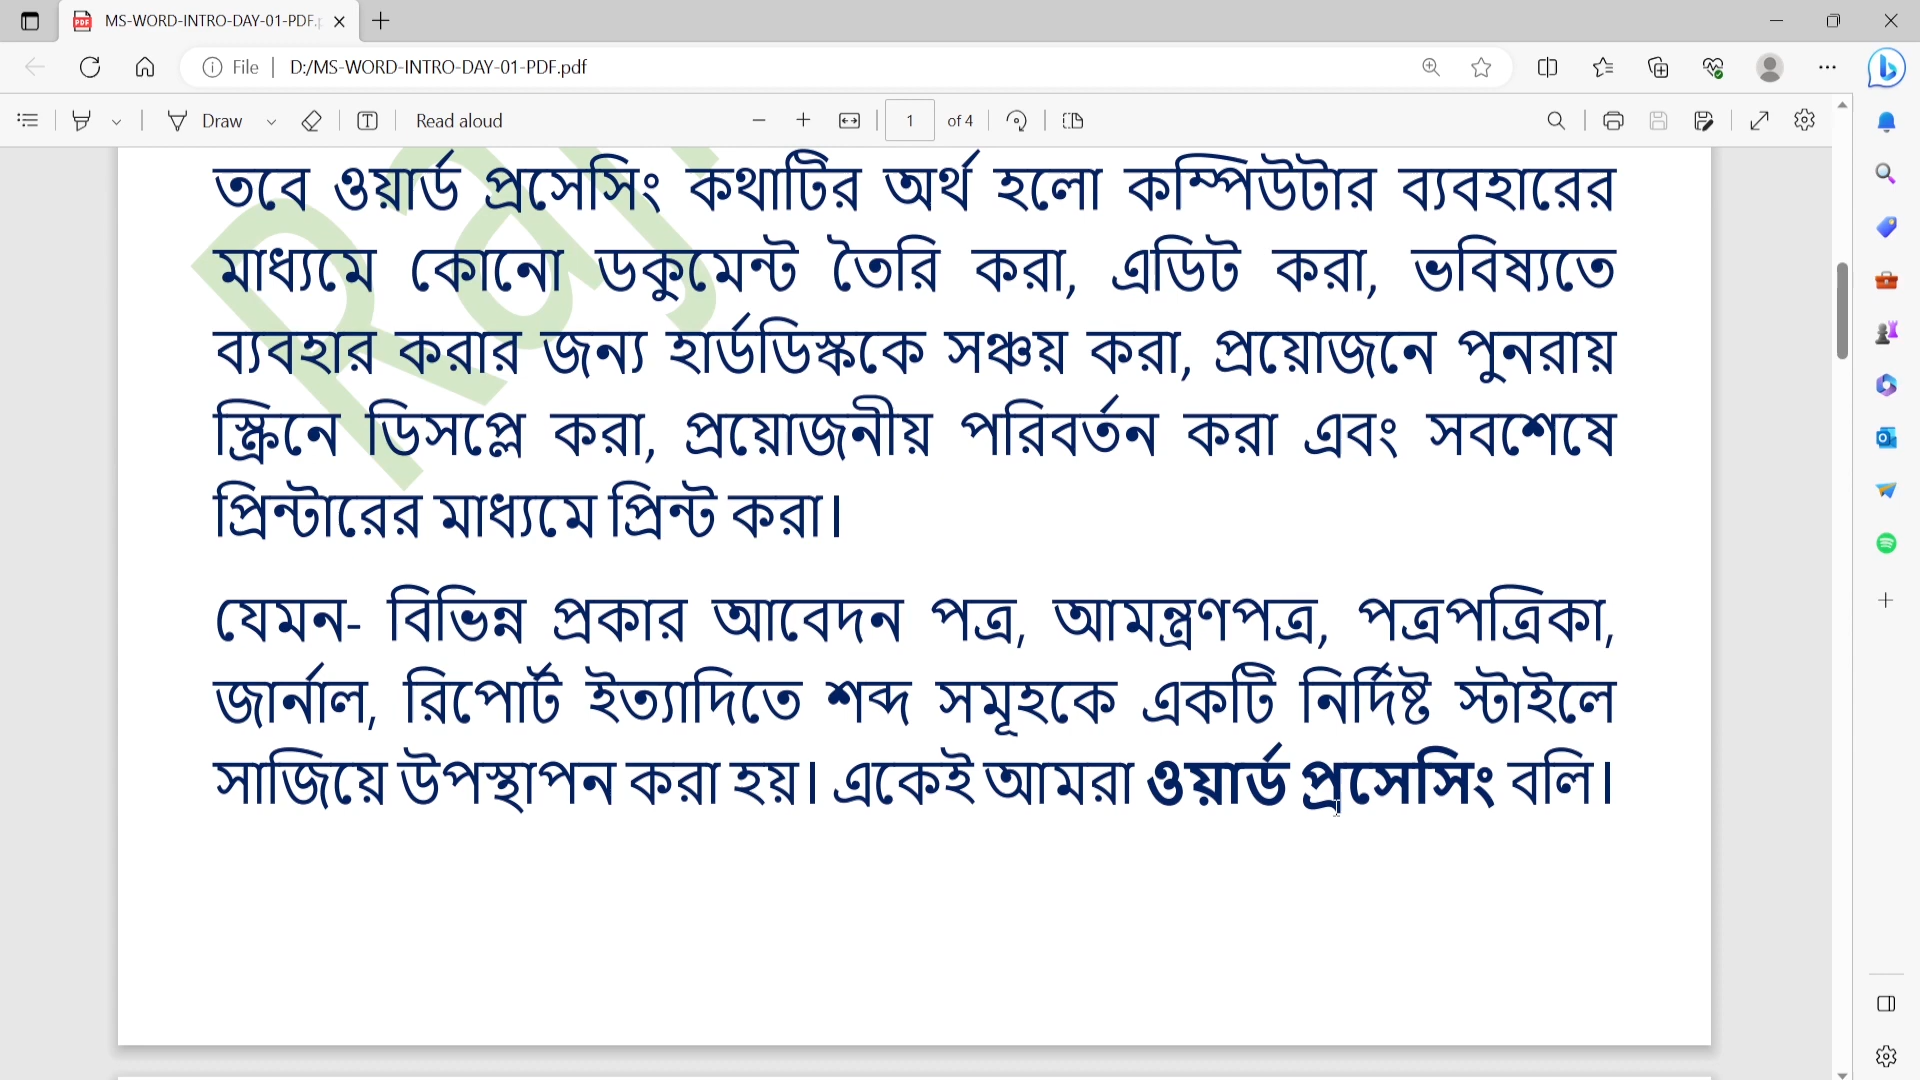 MS-WORD-INTRO-DAY-01-PDF.
File D:/MS-WORD-INTRO-DAY-01-PDF.pdf
Draw Read aloud 1 of 4
তবে ওয়ার্ড প্রসেসিং কথাটির অর্থ হলো কম্পিউটার ব্যবহারের
মাধ্যমে কোনো ডকুমেন্ট তৈরি করা, এডিট করা, ভবিষ্যতে
ব্যবহার করার জন্য হার্ডডিস্ককে সঞ্চয় করা, প্রয়োজনে পুনরায়
স্ক্রিনে ডিসপ্লে করা, প্রয়োজনীয় পরিবর্তন করা এবং সবশেষে
প্রিন্টারের মাধ্যমে প্রিন্ট করা।
যেমন- বিভিন্ন প্রকার আবেদন পত্র, আমন্ত্রণপত্র, পত্রপত্রিকা,
জার্নাল, রিপোর্ট ইত্যাদিতে শব্দ সমূহকে একটি নির্দিষ্ট স্টাইলে
সাজিয়ে উপস্থাপন করা হয়। একেই আমরা ওয়ার্ড প্রসেসিং বলি।